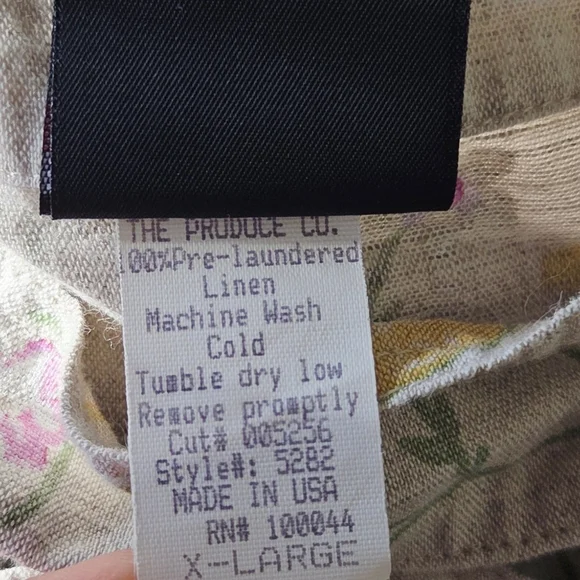 THE PRODUCE CO.
100%Pre-laundered
Linen
Machine Wash
Cold
Tumble dry low
Remove promptly
Cut# 005256
Style#: 5282
MADE IN USA
RN# 100044
X-LARGE